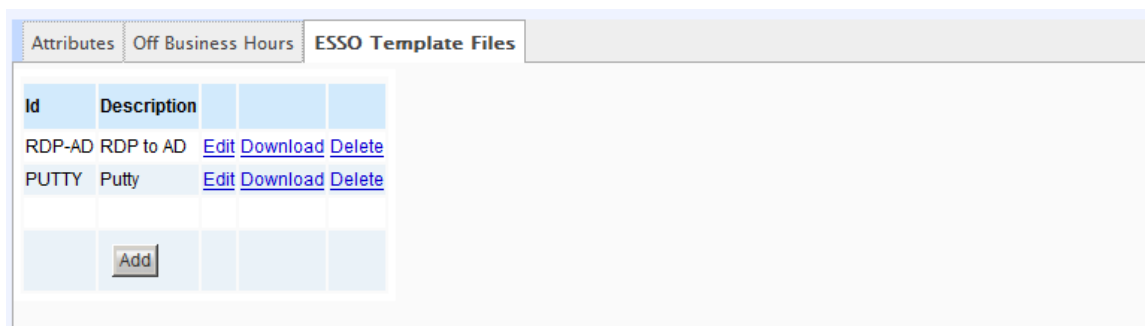 Attributes Off Business Hours ESSO Template Files
Id Description
RDP-AD RDP to AD Edit Download Delete
PUTTY Putty Edit Download Delete
Add